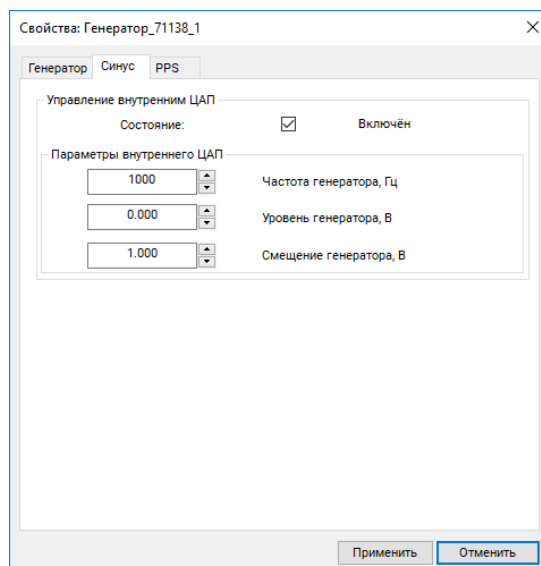 Свойства: Генератор_71138_1
Генератор Синус PPS
Управление внутренним ЦАП
Состояние: Включён
Параметры внутреннего ЦАП
1000 Частота генератора, Гц
0.000 Уровень генератора, В
1.000 Смещение генератора, В
Применить Отменить